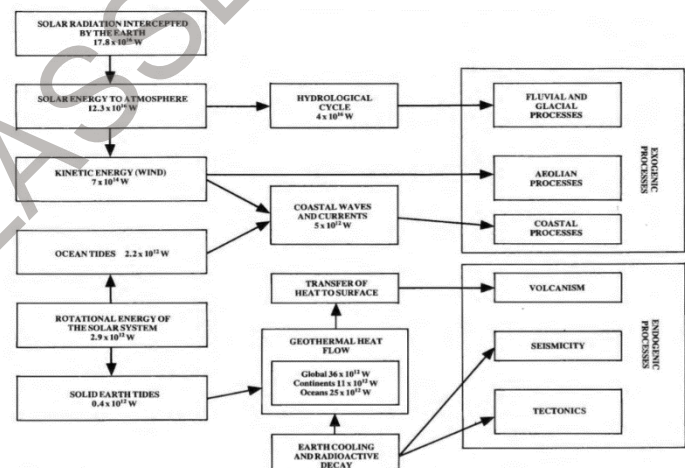 SOLAR RADIATION INTERCEPTED
BY THE EARTH
17.8 x 10¹⁶ W
SOLAR ENERGY TO ATMOSPHERE
12.3 x 10¹⁶ W
HYDROLOGICAL
CYCLE
4 x 10¹⁶ W
FLUVIAL AND
GLACIAL
PROCESSES
KINETIC ENERGY (WIND)
7 x 10¹⁴ W
AEOLIAN
PROCESSES
EXOGENIC
PROCESSES
COASTAL WAVES
AND CURRENTS
5 x 10¹² W
COASTAL
PROCESSES
OCEAN TIDES 2.2 x 10¹² W
TRANSFER OF
HEAT TO SURFACE
VOLCANISM
ROTATIONAL ENERGY OF
THE SOLAR SYSTEM
2.9 x 10¹² W
GEOTHERMAL HEAT
FLOW
Global 36 x 10¹² W
Continents 11 x 10¹² W
Oceans 25 x 10¹² W
SEISMICITY
ENDOGENIC
PROCESSES
SOLID EARTH TIDES
0.4 x 10¹² W
TECTONICS
EARTH COOLING
AND RADIOACTIVE
DECAY